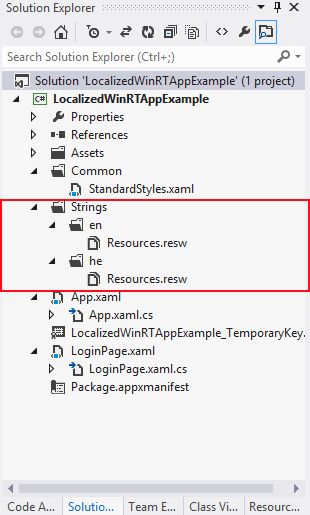 Solution Explorer
Search Solution Explorer (Ctrl+;)
Solution 'LocalizedWinRTAppExample' (1 project)
C# LocalizedWinRTAppExample
Properties
References
Assets
Common
StandardStyles.xaml
Strings
en
Resources.resw
he
Resources.resw
App.xaml
App.xaml.cs
LocalizedWinRTAppExample_TemporaryKey.
LoginPage.xaml
LoginPage.xaml.cs
Package.appxmanifest
Code A... Solutio... Team E... Class Vi... Resourc...